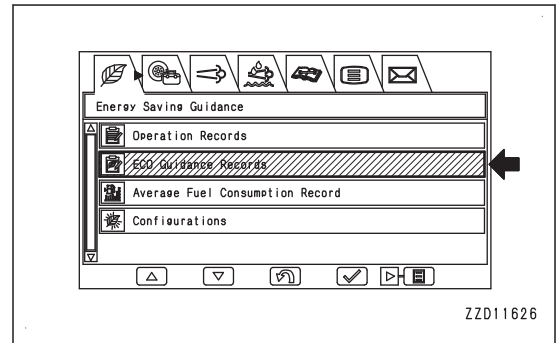 Energy Saving Guidance
Operation Records
ECO Guidance Records
Average Fuel Consumption Record
Configurations
ZZD11626